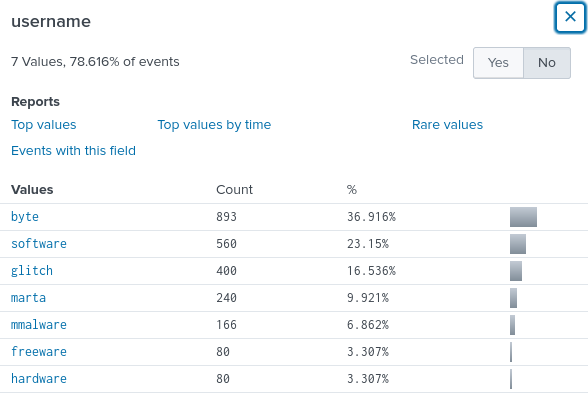 username
7 Values, 78.616% of events
Selected Yes No
Reports
Top values Top values by time Rare values
Events with this field
Values Count %
byte 893 36.916%
software 560 23.15%
glitch 400 16.536%
marta 240 9.921%
mmalware 166 6.862%
freeware 80 3.307%
hardware 80 3.307%